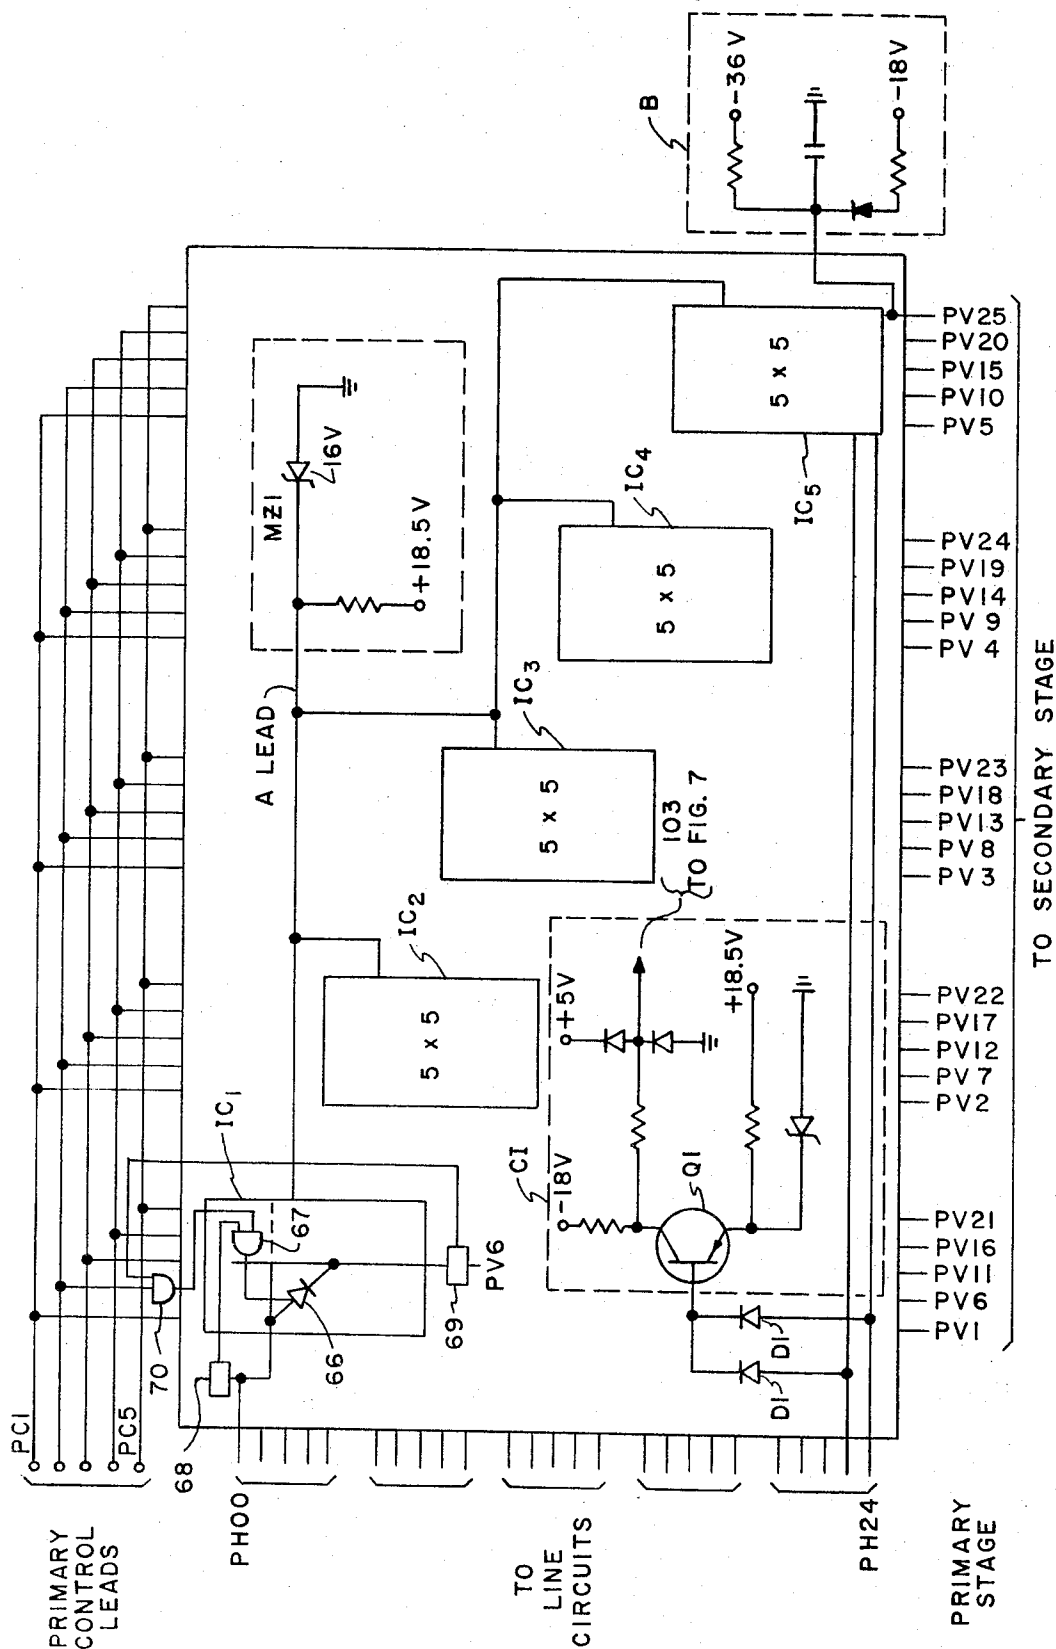 PRIMARY
CONTROL
LEADS
PC1
PC5
68
70
PH00
TO
LINE
CIRCUITS
PH24
PRIMARY
STAGE
IC1
67
66
69
PV6
A LEAD
MZ1
16V
+18.5V
IC2
5 x 5
IC3
5 x 5
IC4
5 x 5
IC5
5 x 5
103
TO FIG. 7
C1
-18V
+5V
Q1
+18.5V
D1
D1
B
-36V
-18V
PV1
PV6
PV11
PV16
PV21
PV2
PV7
PV12
PV17
PV22
PV3
PV8
PV13
PV18
PV23
PV 4
PV 9
PV14
PV19
PV24
PV5
PV10
PV15
PV20
PV25
TO SECONDARY STAGE